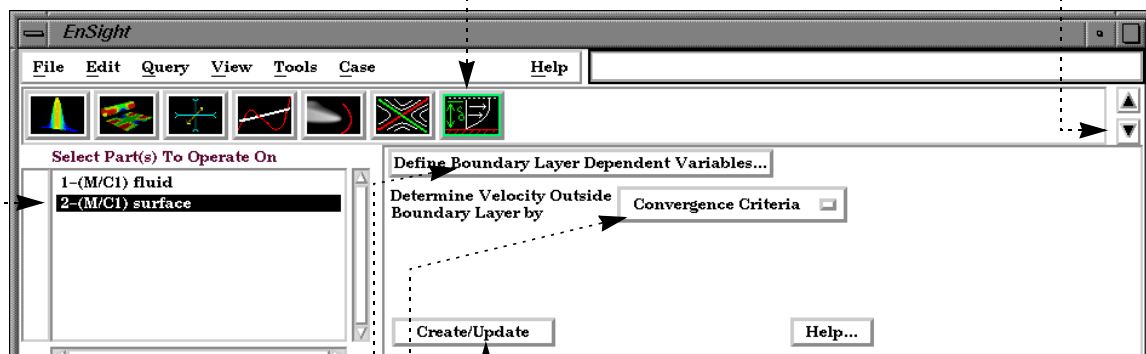 EnSight
File Edit Query View Tools Case Help
Select Part(s) To Operate On
1-(M/C1) fluid
2-(M/C1) surface
Define Boundary Layer Dependent Variables...
Determine Velocity Outside
Boundary Layer by
Convergence Criteria
Create/Update
Help...